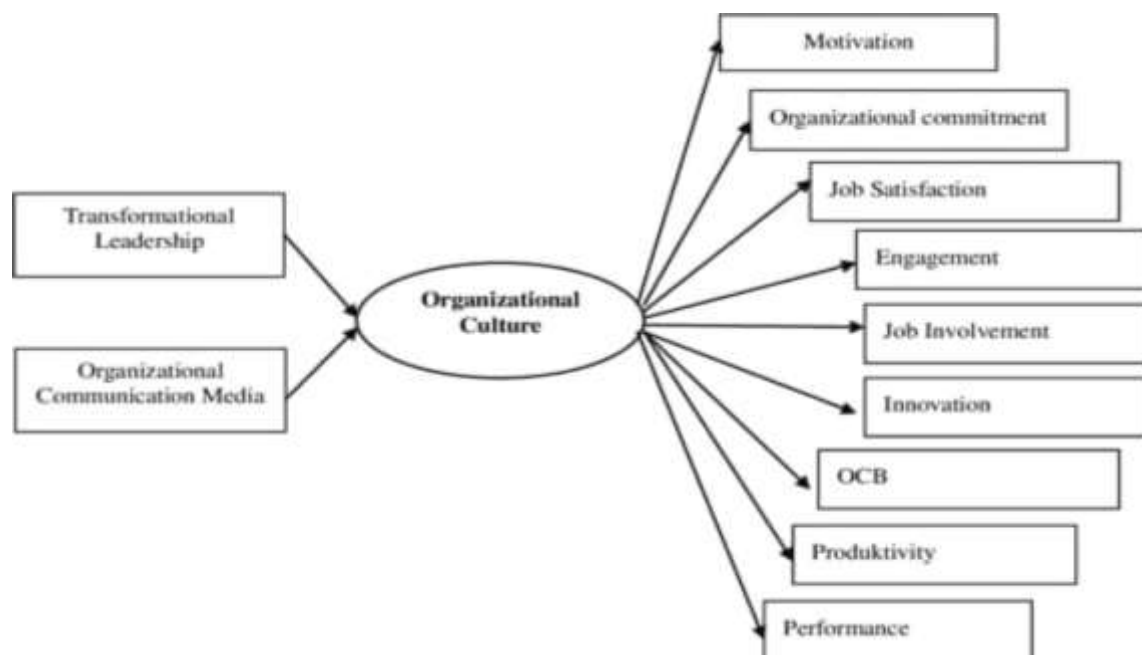 Motivation
Organizational commitment
Job Satisfaction
Transformational
Leadership
Engagement
Organizational
Culture
Job Involvement
Organizational
Communication Media
Innovation
OCB
Produktivity
Performance